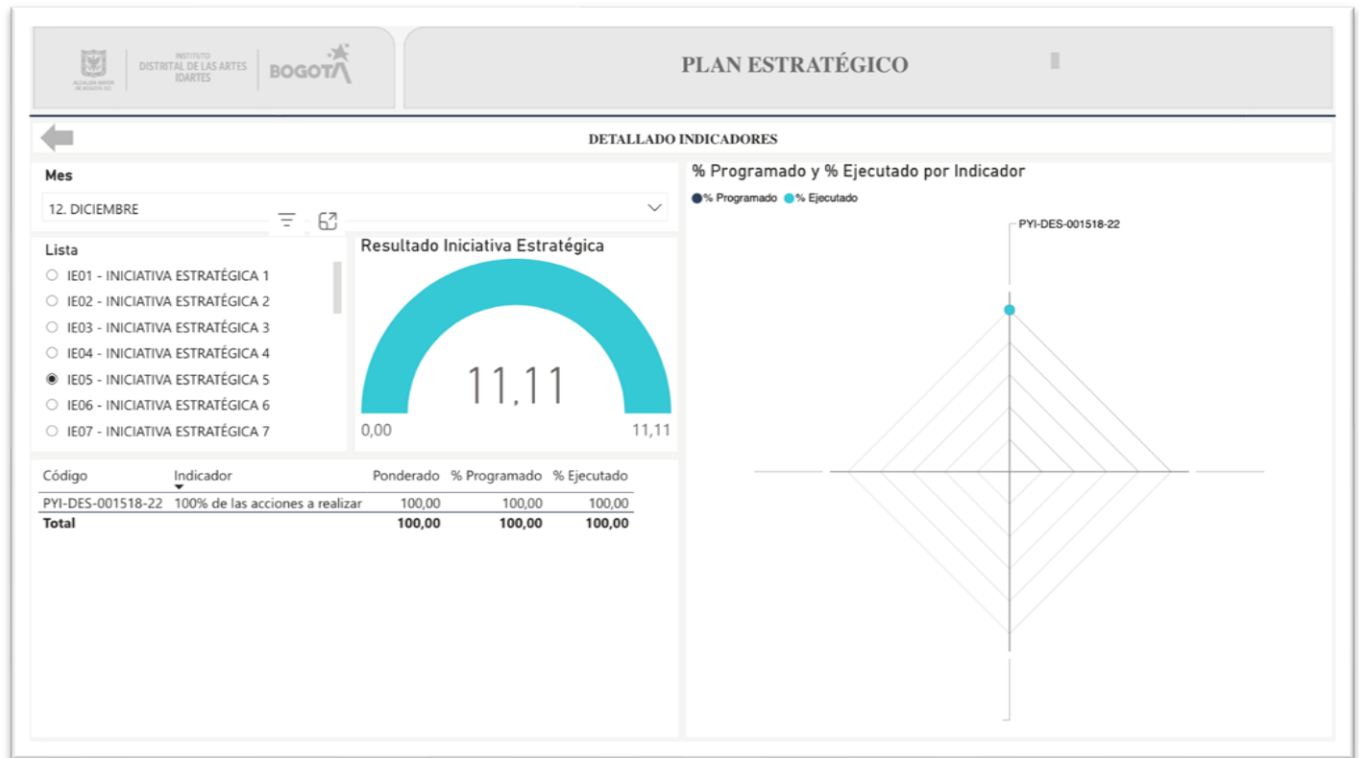 ALCALDÍA MAYOR
DE BOGOTÁ D.C.
INSTITUTO
DISTRITAL DE LAS ARTES
IDARTES
BOGOTÁ
PLAN ESTRATÉGICO
DETALLADO INDICADORES
Mes
12. DICIEMBRE
Lista
IE01 - INICIATIVA ESTRATÉGICA 1
IE02 - INICIATIVA ESTRATÉGICA 2
IE03 - INICIATIVA ESTRATÉGICA 3
IE04 - INICIATIVA ESTRATÉGICA 4
IE05 - INICIATIVA ESTRATÉGICA 5
IE06 - INICIATIVA ESTRATÉGICA 6
IE07 - INICIATIVA ESTRATÉGICA 7
Resultado Iniciativa Estratégica
11,11
0,00 11,11
Código Indicador Ponderado % Programado % Ejecutado
PYI-DES-001518-22 100% de las acciones a realizar 100,00 100,00 100,00
Total 100,00 100,00 100,00
% Programado y % Ejecutado por Indicador
% Programado % Ejecutado
PYI-DES-001518-22